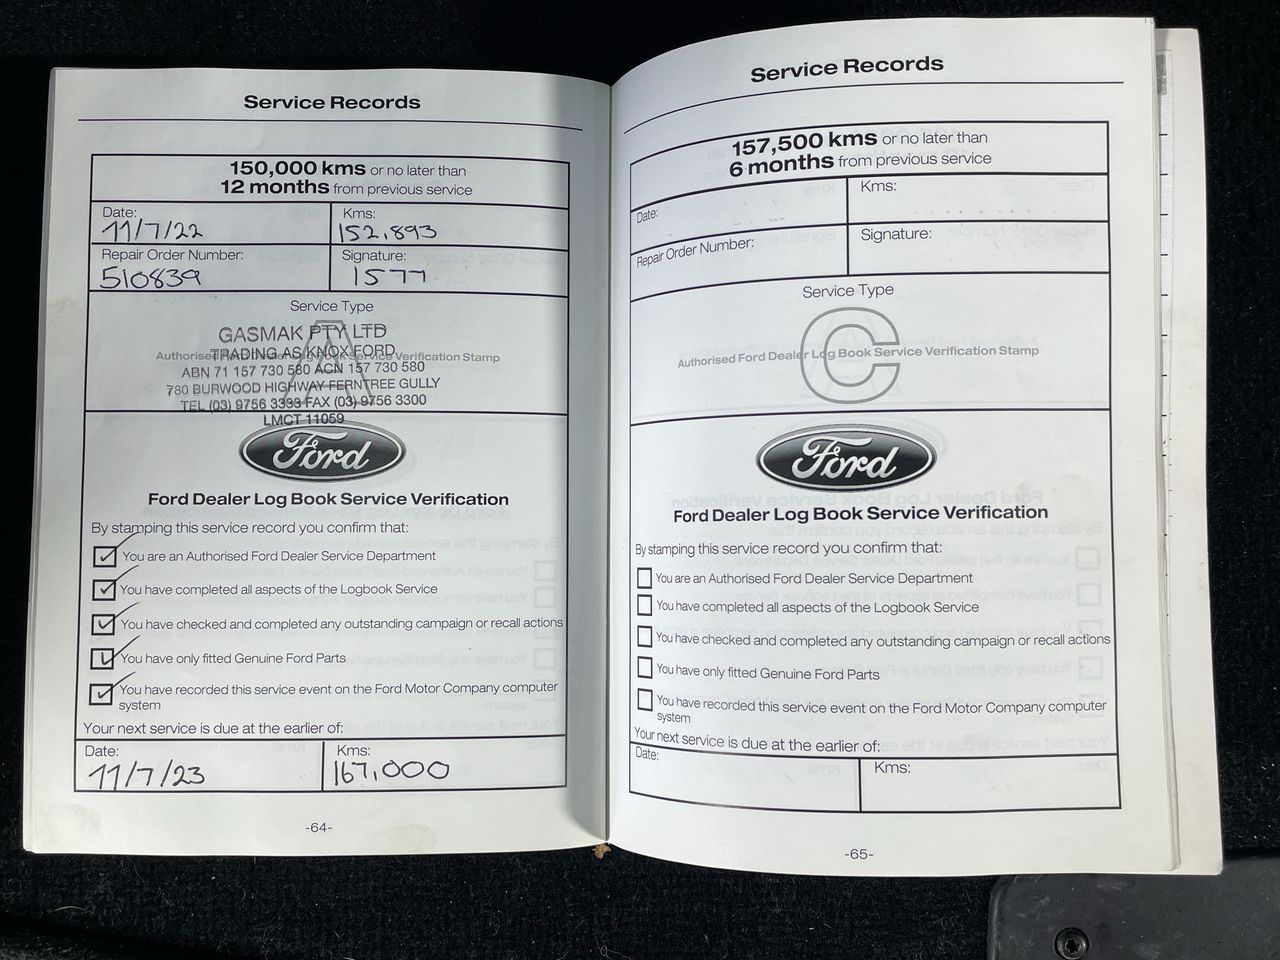 Service Records
150,000 kms or no later than
12 months from previous service
Date:
11/7/22
Kms:
152,893
Repair Order Number:
510839
Signature:
1577
Service Type
A
Authorised Ford Dealer Log Book Service Verification Stamp
GASMAK PTY LTD
TRADING AS KNOX FORD
ABN 71 157 730 580 ACN 157 730 580
780 BURWOOD HIGHWAY FERNTREE GULLY
TEL (03) 9756 3333 FAX (03) 9756 3300
LMCT 11059
Ford
Ford Dealer Log Book Service Verification
By stamping this service record you confirm that:
You are an Authorised Ford Dealer Service Department
You have completed all aspects of the Logbook Service
You have checked and completed any outstanding campaign or recall actions
You have only fitted Genuine Ford Parts
You have recorded this service event on the Ford Motor Company computer
system
Your next service is due at the earlier of:
Date:
11/7/23
Kms:
167,000
-64-
Service Records
157,500 kms or no later than
6 months from previous service
Date:
Kms:
Repair Order Number:
Signature:
Service Type
C
Authorised Ford Dealer Log Book Service Verification Stamp
Ford
Ford Dealer Log Book Service Verification
By stamping this service record you confirm that:
You are an Authorised Ford Dealer Service Department
You have completed all aspects of the Logbook Service
You have checked and completed any outstanding campaign or recall actions
You have only fitted Genuine Ford Parts
You have recorded this service event on the Ford Motor Company computer
system
Your next service is due at the earlier of:
Date:
Kms:
-65-